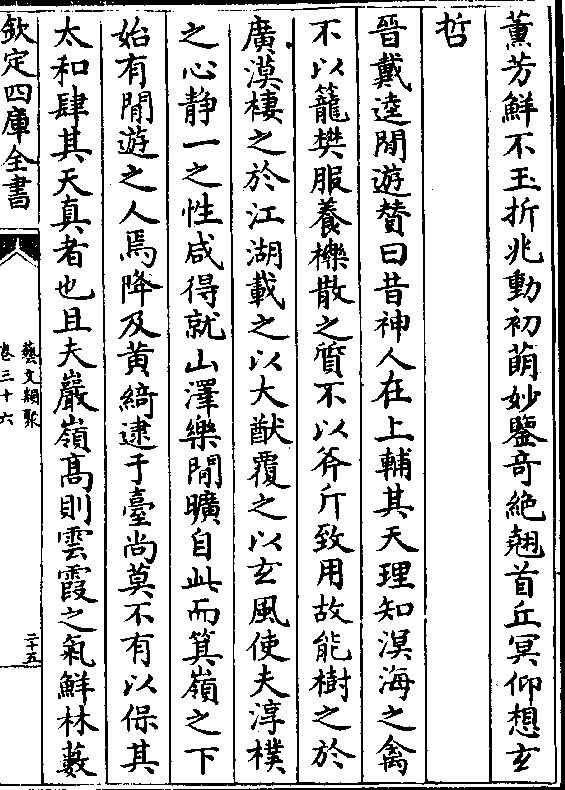 薫芳鮮不玉折兆動初萌妙鑒竒絶翹首丘冥仰想玄
哲
晉戴逵閒遊賛曰昔神人在上輔其天理知溟海之禽
不以籠樊服養櫟散之質不以斧斤致用故能樹之於
廣漠棲之於江湖載之以大猷覆之以玄風使夫淳樸
之心静一之性咸得就山澤樂閒曠自此而箕嶺之下
始有閒遊之人焉降及黄綺逮于臺尚莫不有以保其
太和肆其天真者也且夫巖嶺髙則雲霞之氣鮮林藪
欽定四庫全書
藝文類聚
卷三十六
二十五